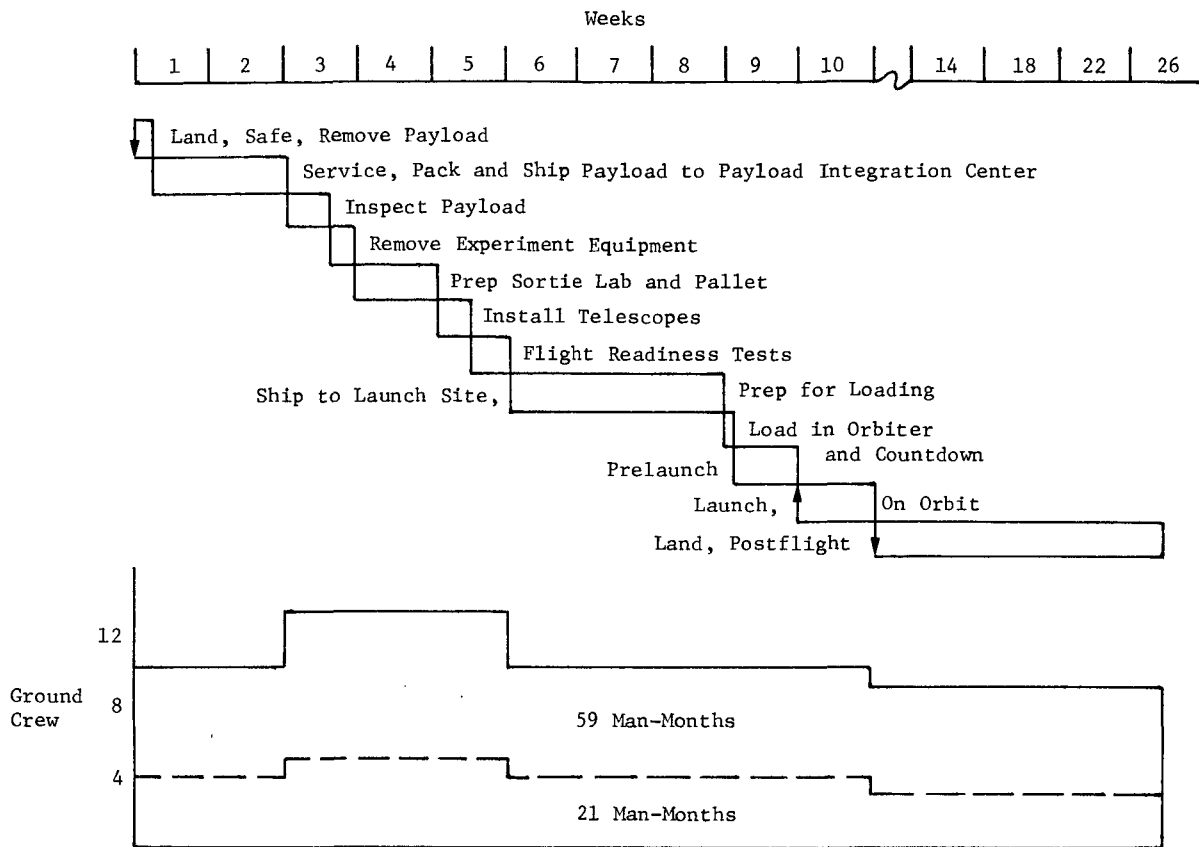 Weeks
1 2 3 4 5 6 7 8 9 10 14 18 22 26
Land, Safe, Remove Payload
Service, Pack and Ship Payload to Payload Integration Center
Inspect Payload
Remove Experiment Equipment
Prep Sortie Lab and Pallet
Install Telescopes
Flight Readiness Tests
Ship to Launch Site,
Prep for Loading
Load in Orbiter
and Countdown
Prelaunch
Launch,
On Orbit
Land, Postflight
12
Ground
Crew
8
59 Man-Months
4
21 Man-Months